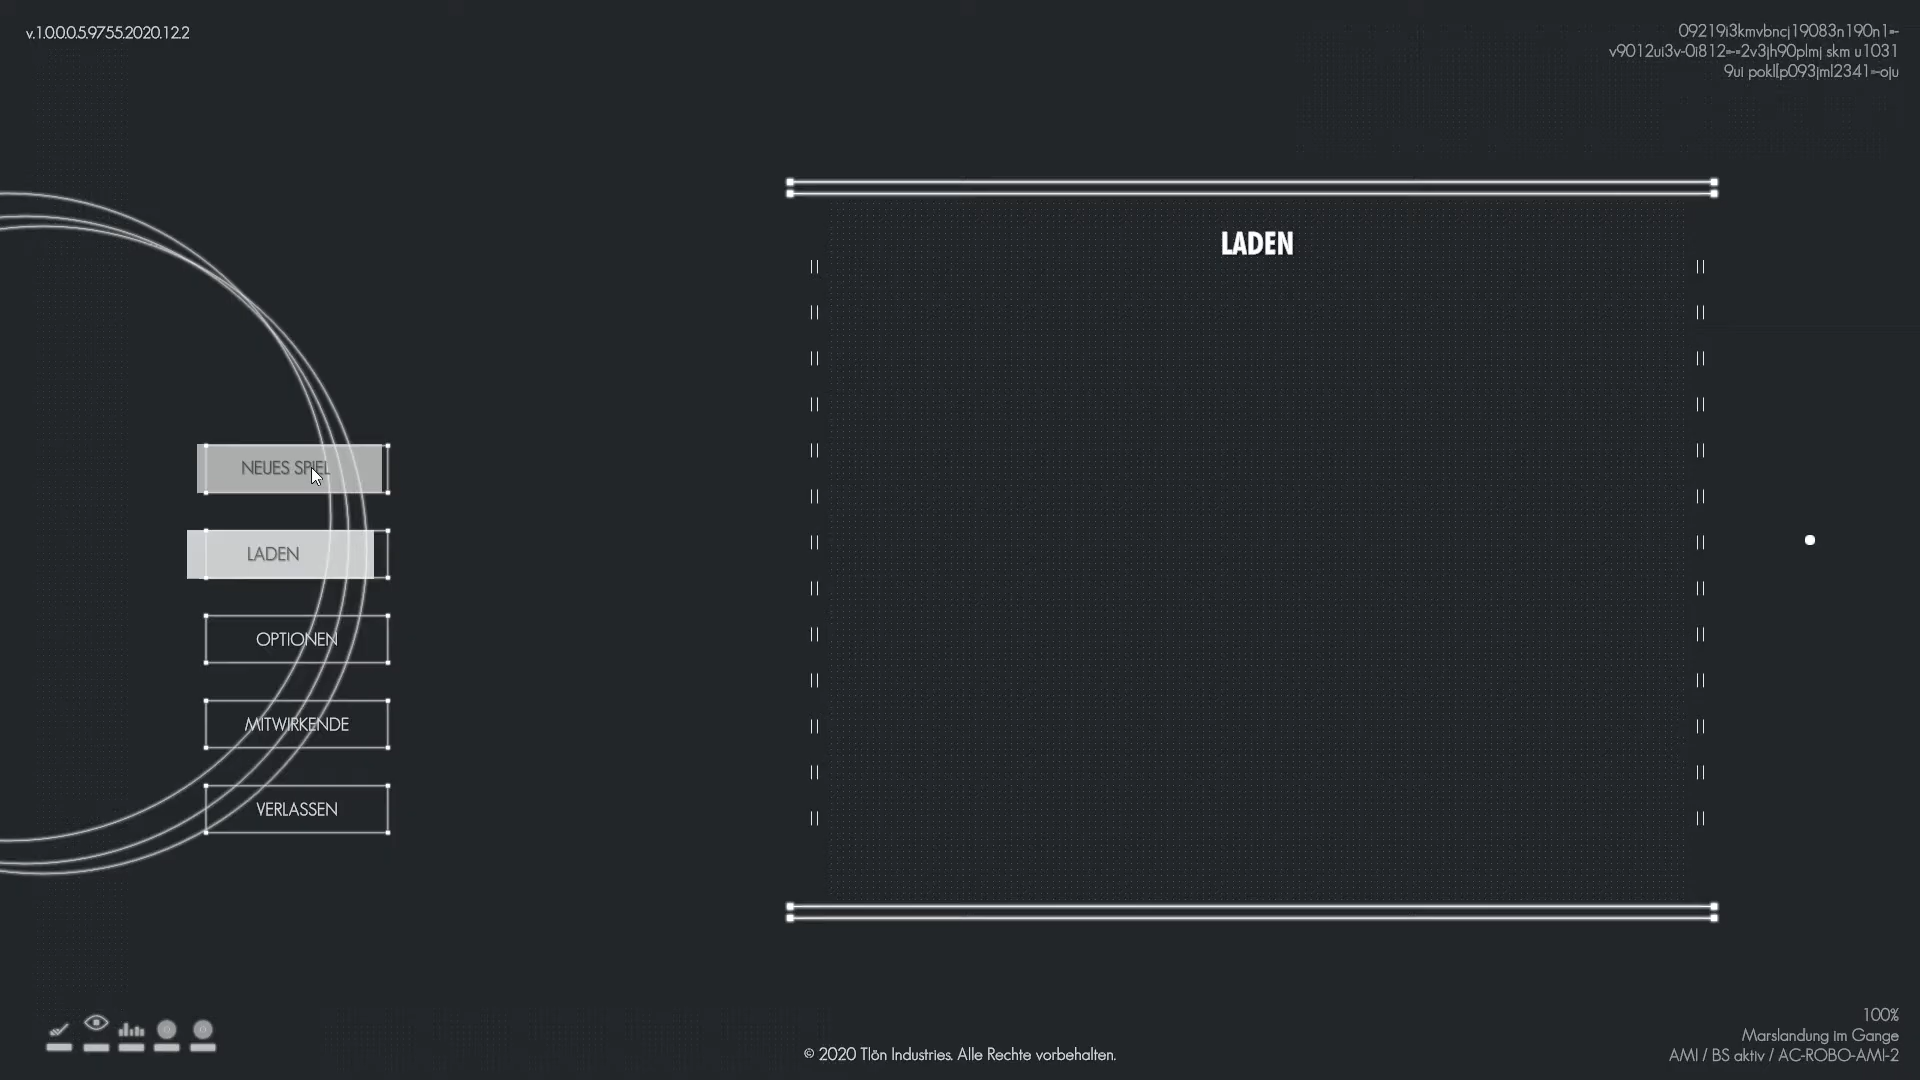 v.1.0.0.0.5.9755.2020.12.2
09219i3kmvbncj19083n190n1=-
v9012ui3v-0i812=-=2v3jh90plmj skm u1031
9ui pokl[p093jml2341=-oju
LADEN
NEUES SPIEL
LADEN
OPTIONEN
MITWIRKENDE
VERLASSEN
100%
Marslandung im Gange
AMI / BS aktiv / AC-ROBO-AMI-2
© 2020 Tlön Industries. Alle Rechte vorbehalten.